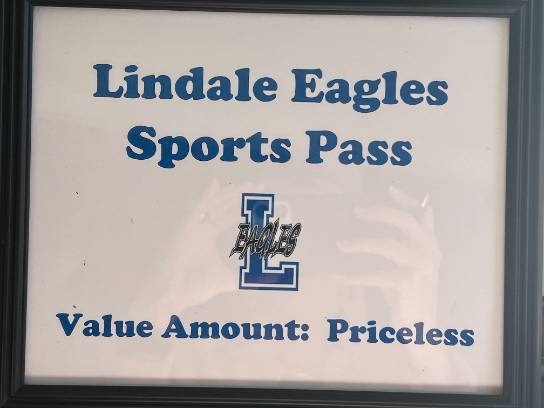 Lindale Eagles
Sports Pass
L
EAGLES
Value Amount: Priceless